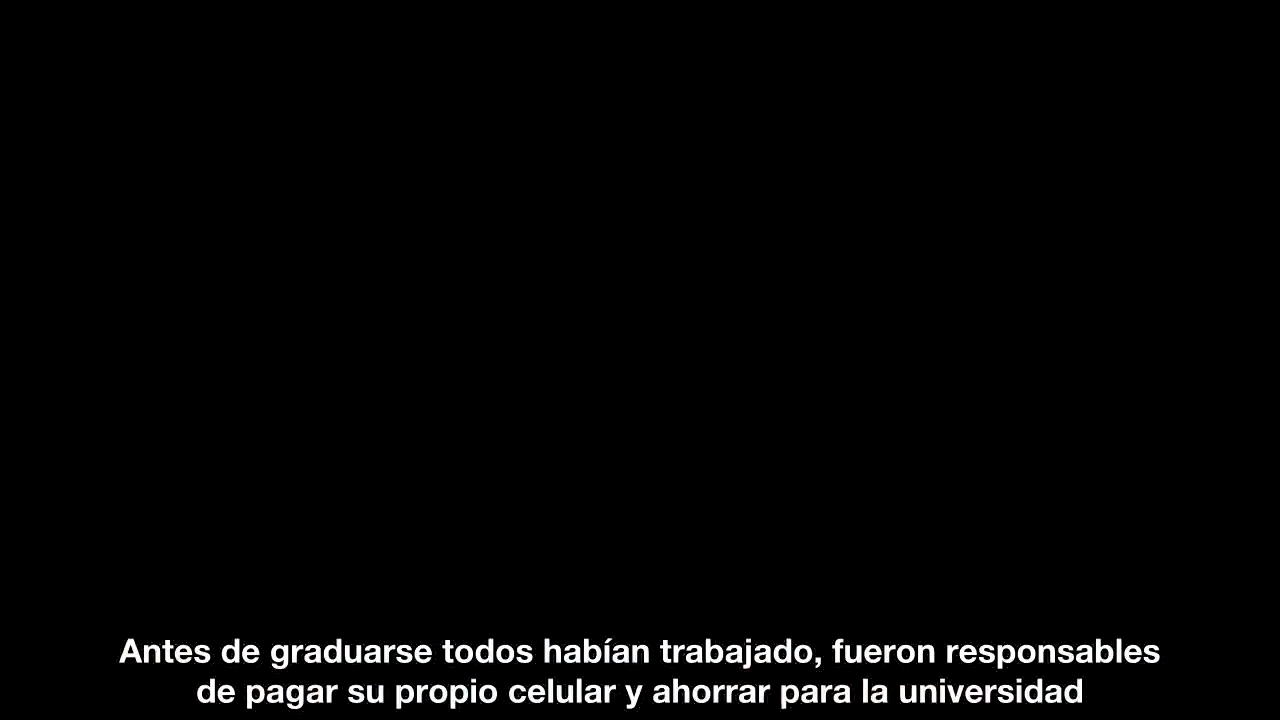 Antes de graduarse todos habían trabajado, fueron responsables
de pagar su propio celular y ahorrar para la universidad